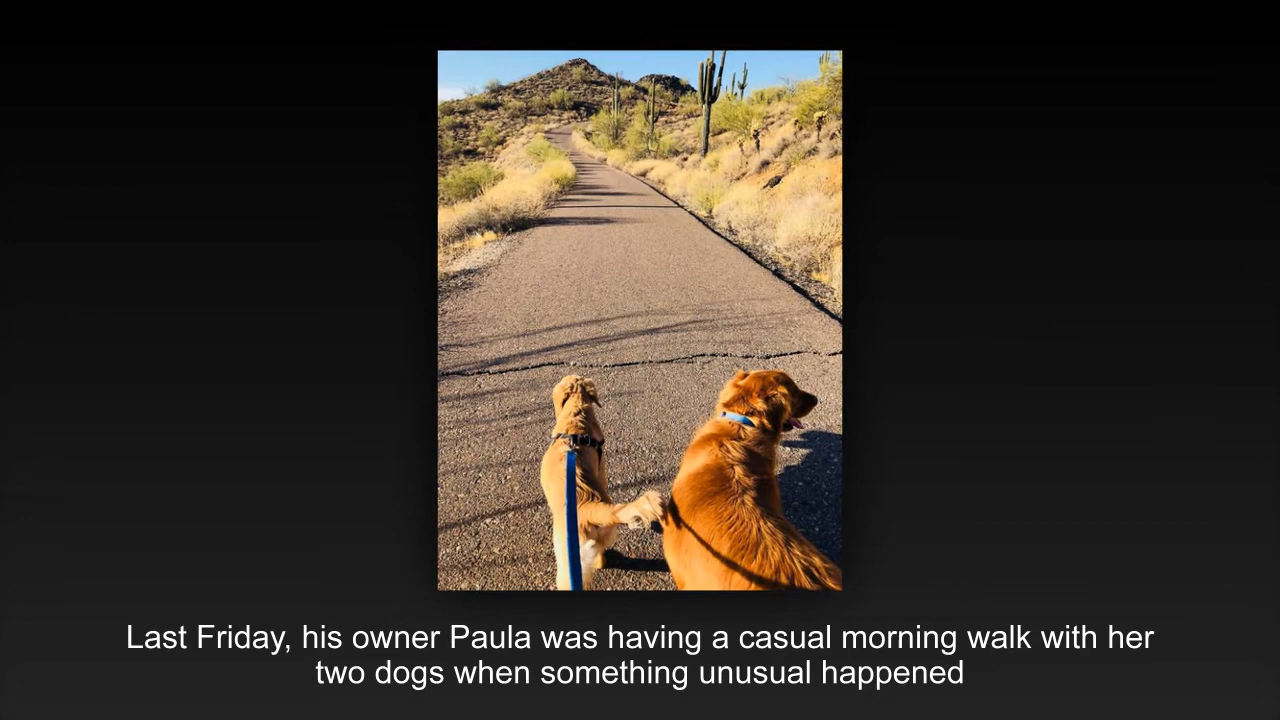 Last Friday, his owner Paula was having a casual morning walk with her
two dogs when something unusual happened